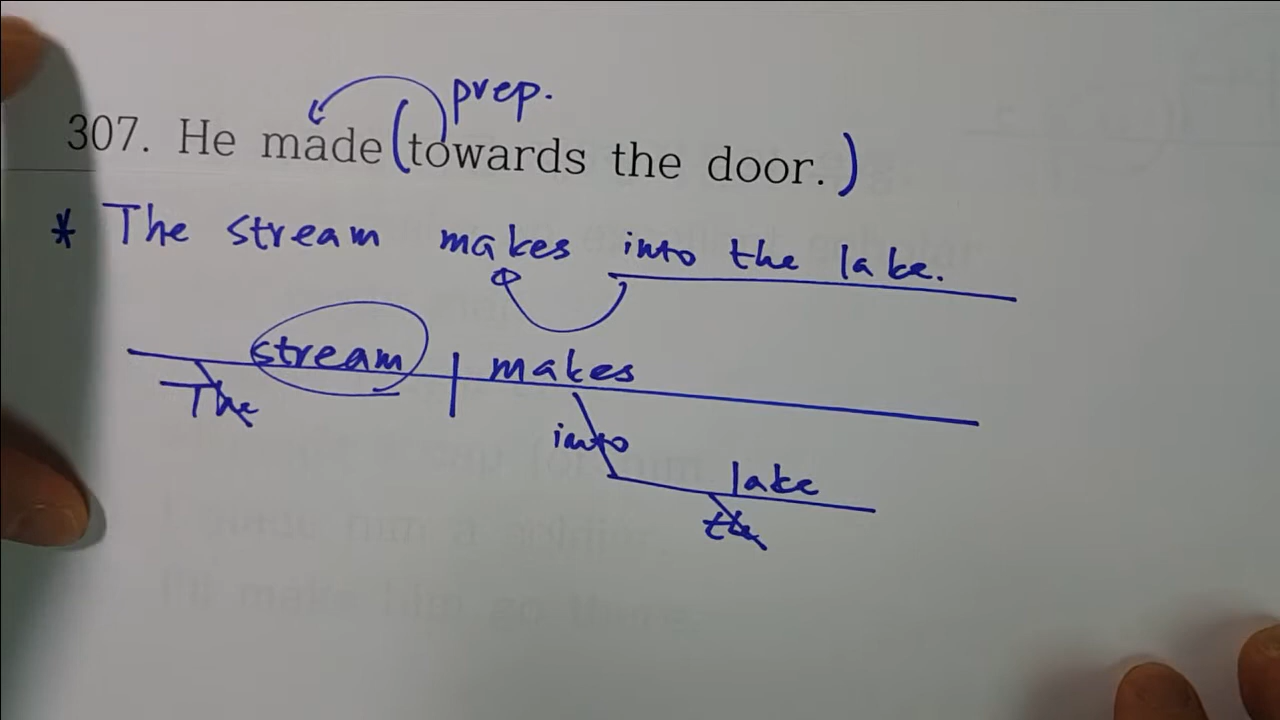 prep.
307. He made (towards the door.)
* The stream makes into the lake.
stream | makes
The
into
lake
the